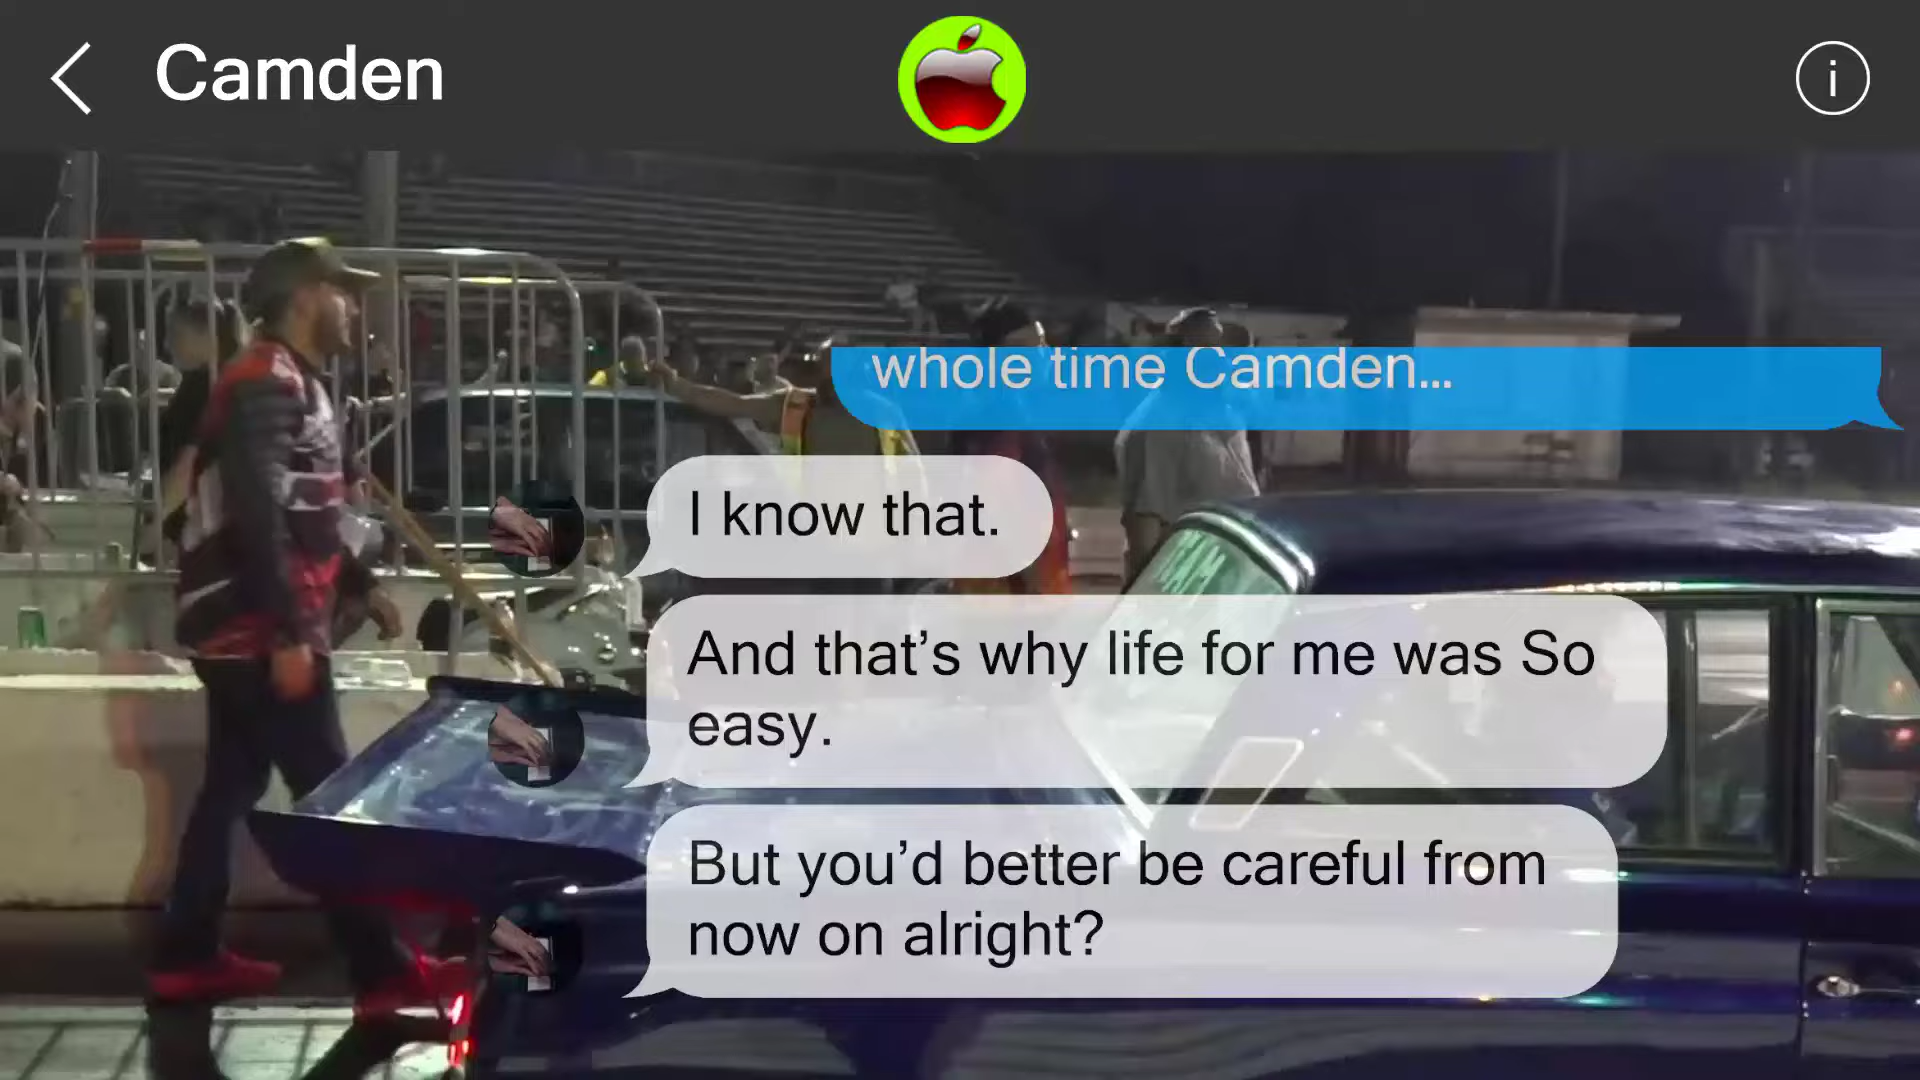 Camden
whole time Camden...
I know that.
And that’s why life for me was So
easy.
But you’d better be careful from
now on alright?